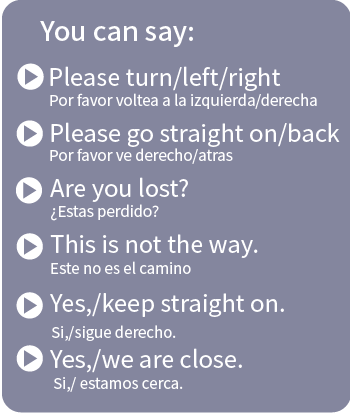 You can say:
Please turn/left/right
Por favor voltea a la izquierda/derecha
Please go straight on/back
Por favor ve derecho/atras
Are you lost?
¿Estas perdido?
This is not the way.
Este no es el camino
Yes,/keep straight on.
Si,/sigue derecho.
Yes,/we are close.
Si,/ estamos cerca.